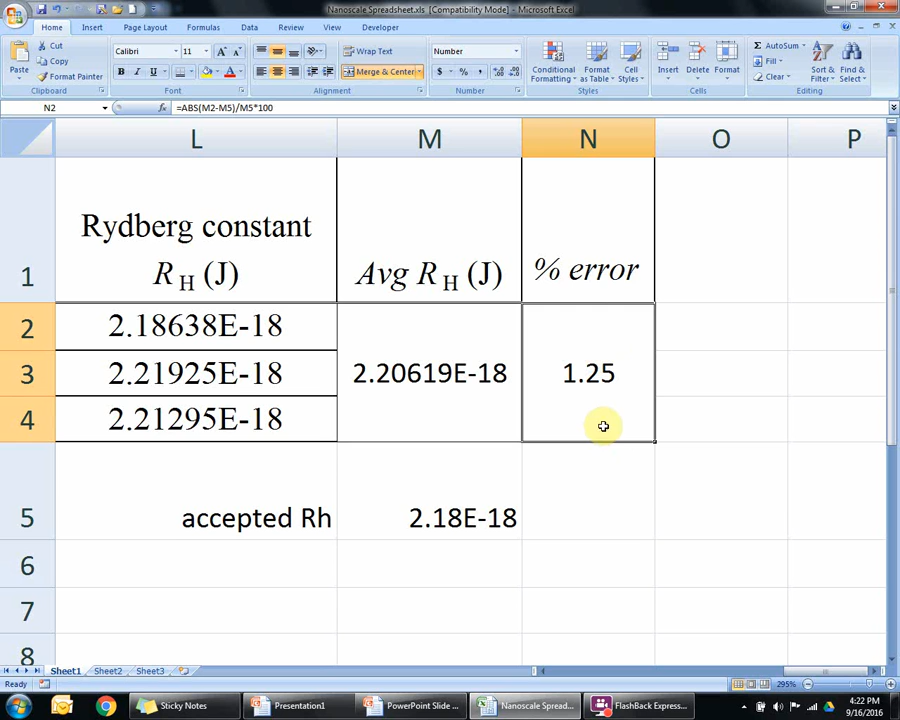 Nanoscale Spreadsheet.xls [Compatibility Mode] - Microsoft Excel
Home Insert Page Layout Formulas Data Review View Developer
Cut Calibri 11 Wrap Text Number AutoSum
Copy Fill
Paste Format Painter Merge & Center Conditional Formatting Format as Table Cell Styles Insert Delete Format Clear Sort & Filter Find & Select
Clipboard Font Alignment Number Styles Cells Editing
N2 fx =ABS(M2-M5)/M5*100
L M N O P
1 Rydberg constant
R H (J) Avg R H (J) % error
2 2.18638E-18
3 2.21925E-18 2.20619E-18 1.25
4 2.21295E-18
5 accepted Rh 2.18E-18
6
7
8
Sheet1 Sheet2 Sheet3
Ready 295%
Sticky Notes Presentation1 PowerPoint Slide ... Nanoscale Spread... FlashBack Express... 4:22 PM
9/16/2016